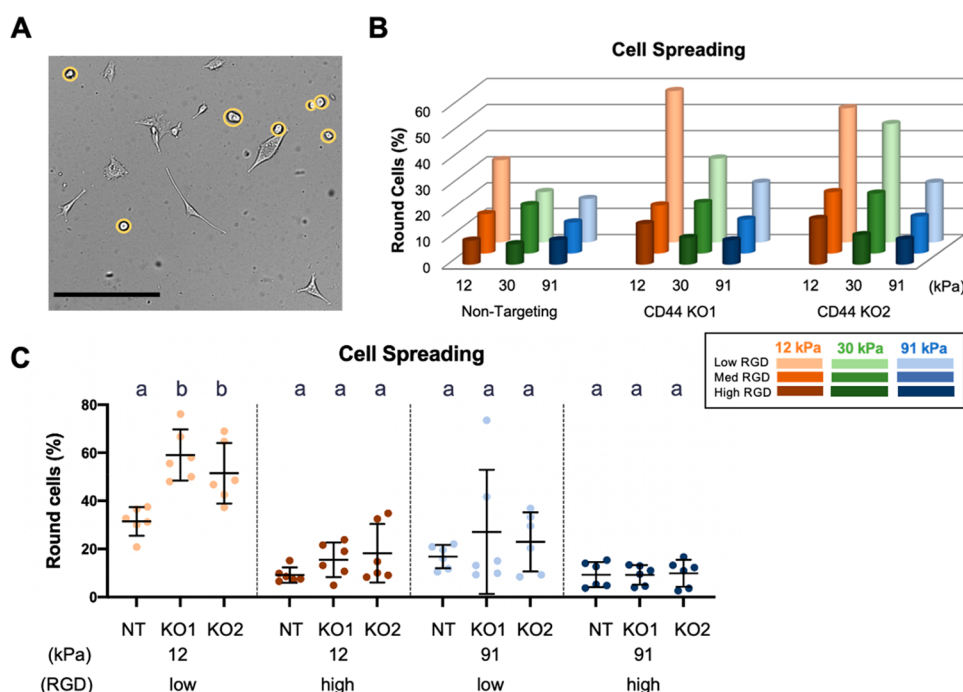 A
B
Cell Spreading
Round Cells (%)
60
50
40
30
20
10
0
12 30 91 12 30 91 12 30 91 (kPa)
Non-Targeting CD44 KO1 CD44 KO2
12 kPa 30 kPa 91 kPa
Low RGD
Med RGD
High RGD
C
Cell Spreading
a b b a a a a a a a a a
Round cells (%)
80
60
40
20
0
NT KO1 KO2 NT KO1 KO2 NT KO1 KO2 NT KO1 KO2
(kPa) 12 12 91 91
(RGD) low high low high